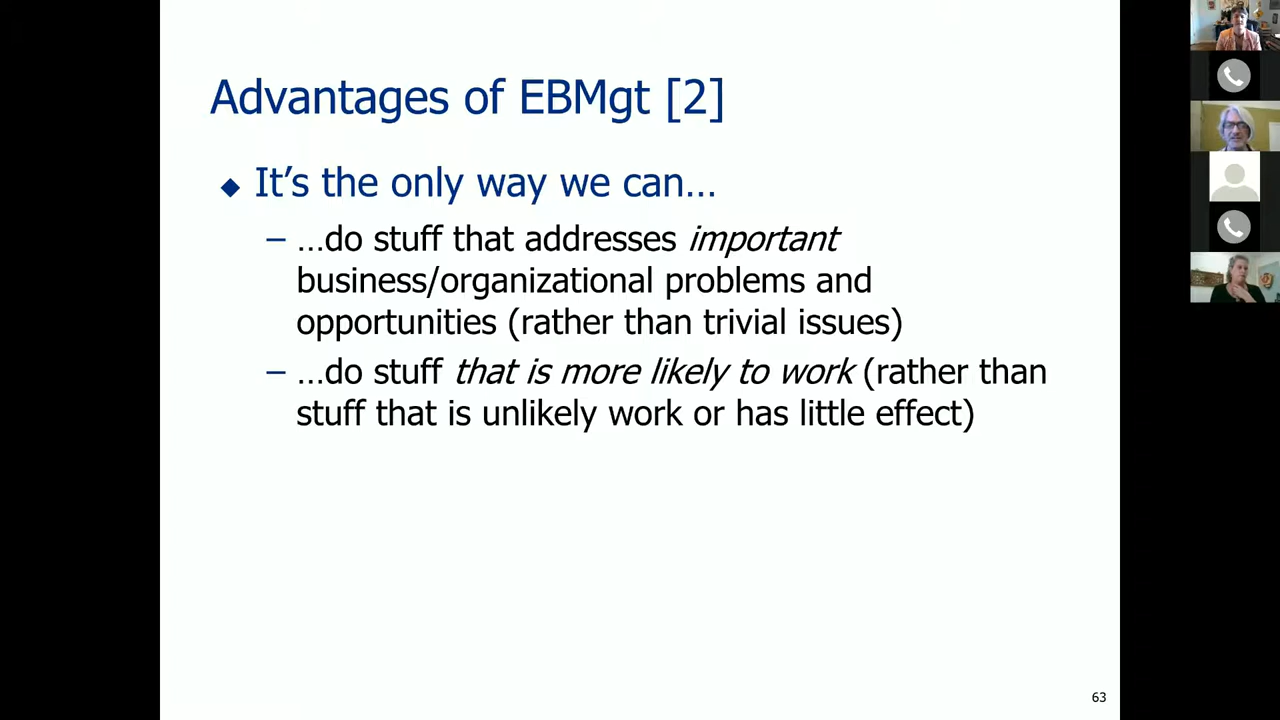 Advantages of EBMgt [2]
It’s the only way we can…
– …do stuff that addresses important
business/organizational problems and
opportunities (rather than trivial issues)
– …do stuff that is more likely to work (rather than
stuff that is unlikely work or has little effect)
63